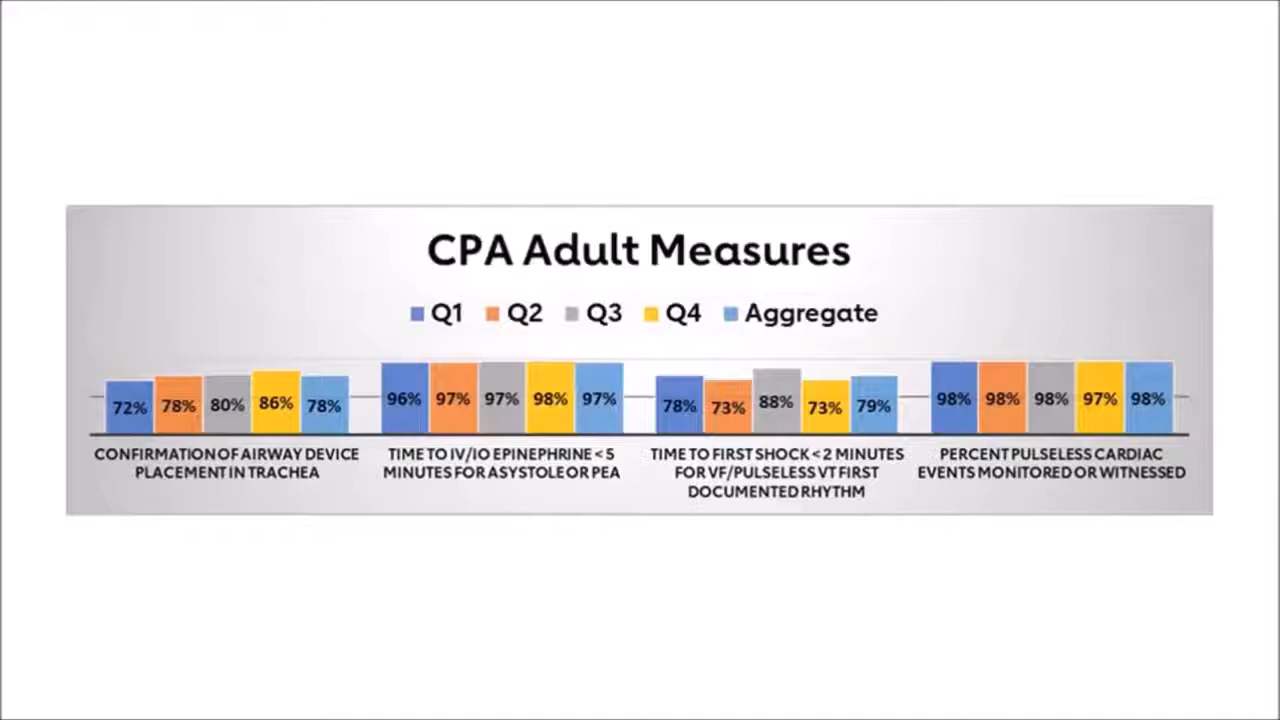 CPA Adult Measures
Q1 Q2 Q3 Q4 Aggregate
72% 78% 80% 86% 78%
96% 97% 97% 98% 97%
78% 73% 88% 73% 79%
98% 98% 98% 97% 98%
CONFIRMATION OF AIRWAY DEVICE
PLACEMENT IN TRACHEA
TIME TO IV/IO EPINEPHRINE < 5
MINUTES FOR ASYSTOLE OR PEA
TIME TO FIRST SHOCK < 2 MINUTES
FOR VF/PULSELESS VT FIRST
DOCUMENTED RHYTHM
PERCENT PULSELESS CARDIAC
EVENTS MONITORED OR WITNESSED